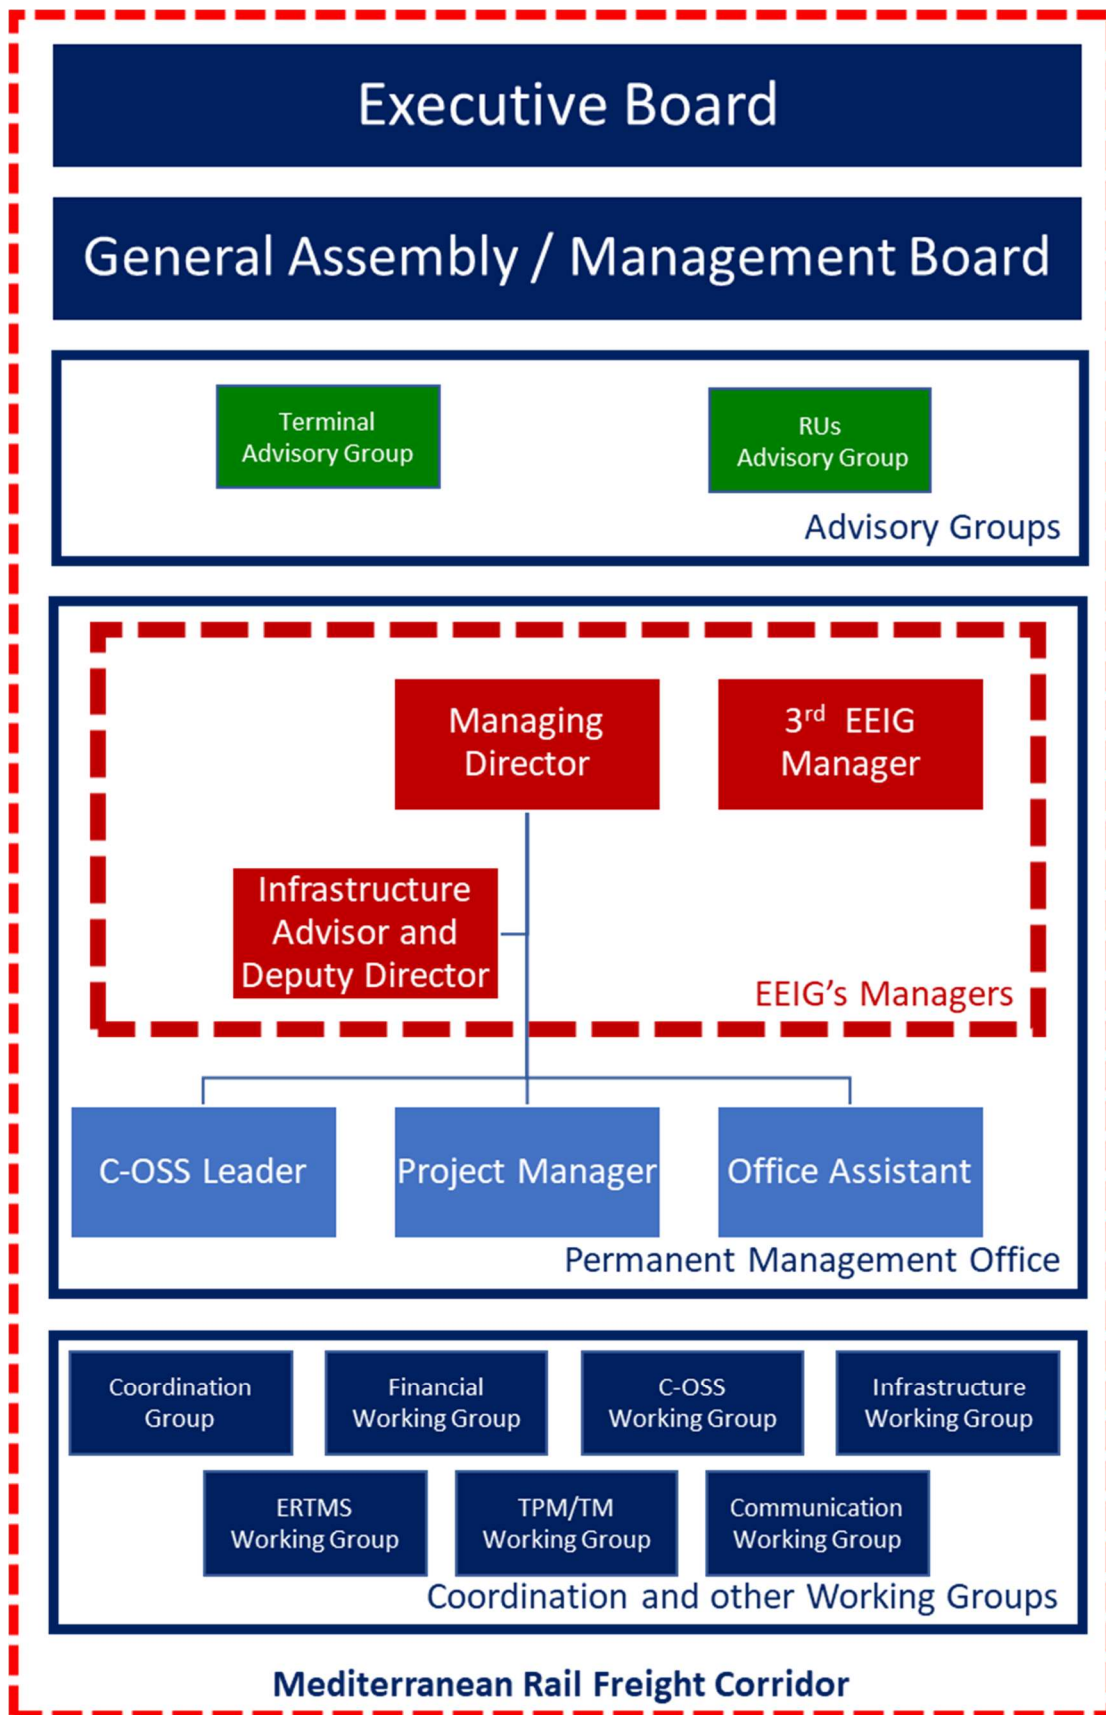 Executive Board
General Assembly / Management Board
Terminal
Advisory Group
RUs
Advisory Group
Advisory Groups
Managing
Director
3rd EEIG
Manager
Infrastructure
Advisor and
Deputy Director
EEIG's Managers
C-OSS Leader
Project Manager
Office Assistant
Permanent Management Office
Coordination
Group
Financial
Working Group
C-OSS
Working Group
Infrastructure
Working Group
ERTMS
Working Group
TPM/TM
Working Group
Communication
Working Group
Coordination and other Working Groups
Mediterranean Rail Freight Corridor